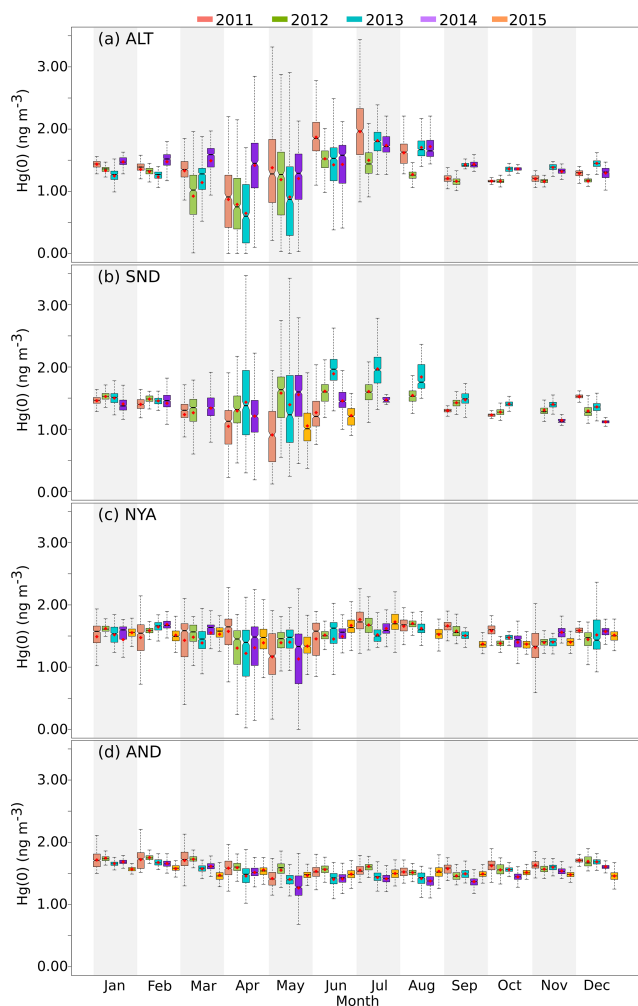 2011 2012 2013 2014 2015
(a) ALT
3.00
2.00
1.00
0.00
Hg(0) (ng m⁻³)
(b) SND
3.00
2.00
1.00
0.00
Hg(0) (ng m⁻³)
(c) NYA
3.00
2.00
1.00
0.00
Hg(0) (ng m⁻³)
(d) AND
3.00
2.00
1.00
0.00
Hg(0) (ng m⁻³)
Jan Feb Mar Apr May Jun Jul Aug Sep Oct Nov Dec
Month